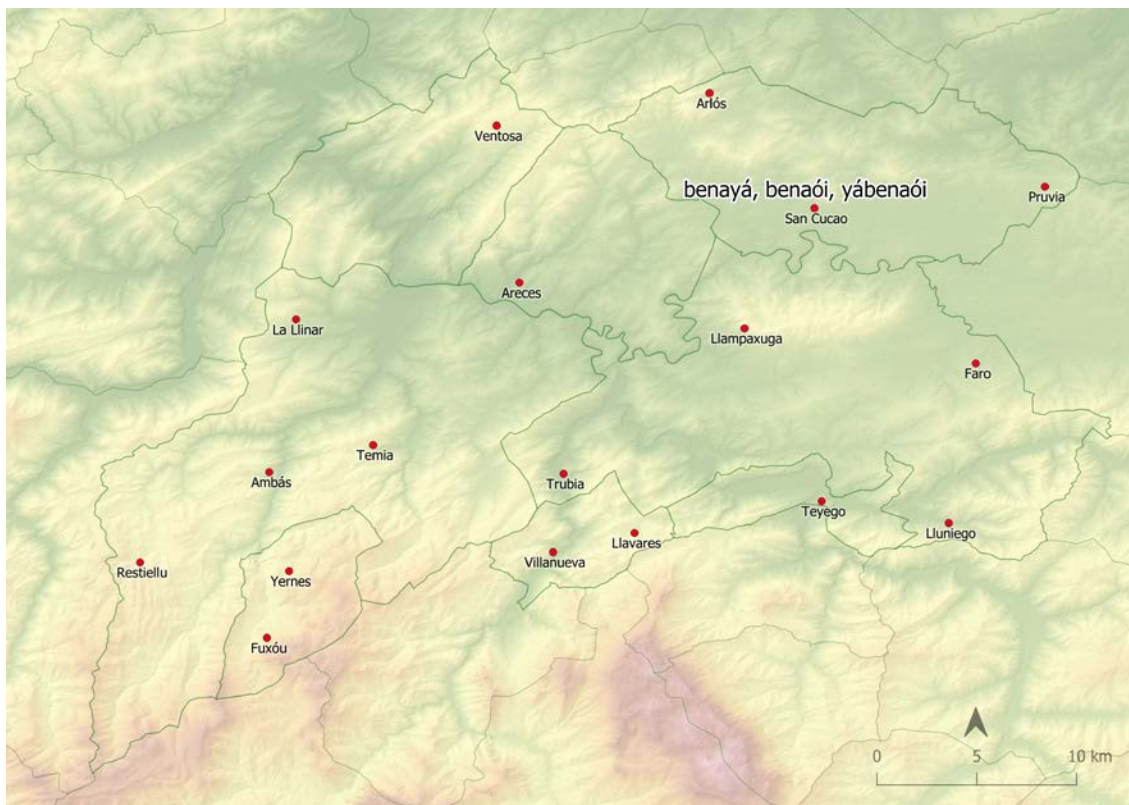 Arlós
Ventosa
benayá, benaói, yábenaói
Pruvia
San Cucao
Areces
La Llinar
Llampaxuga
Faro
Temia
Ambás
Trubia
Teyego
Lluniego
Llavares
Villanueva
Restiellu
Yernes
Fuxóu
0 5 10 km